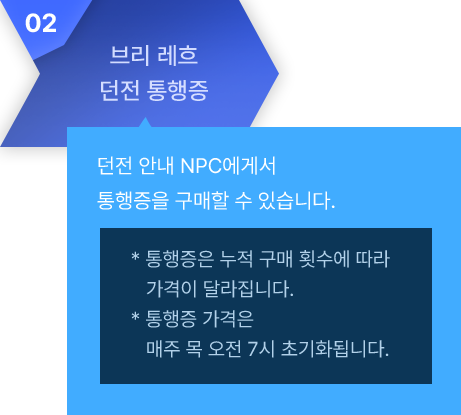 02
브리 레흐
던전 통행증
던전 안내 NPC에게서
통행증을 구매할 수 있습니다.
* 통행증은 누적 구매 횟수에 따라
가격이 달라집니다.
* 통행증 가격은
매주 목 오전 7시 초기화됩니다.